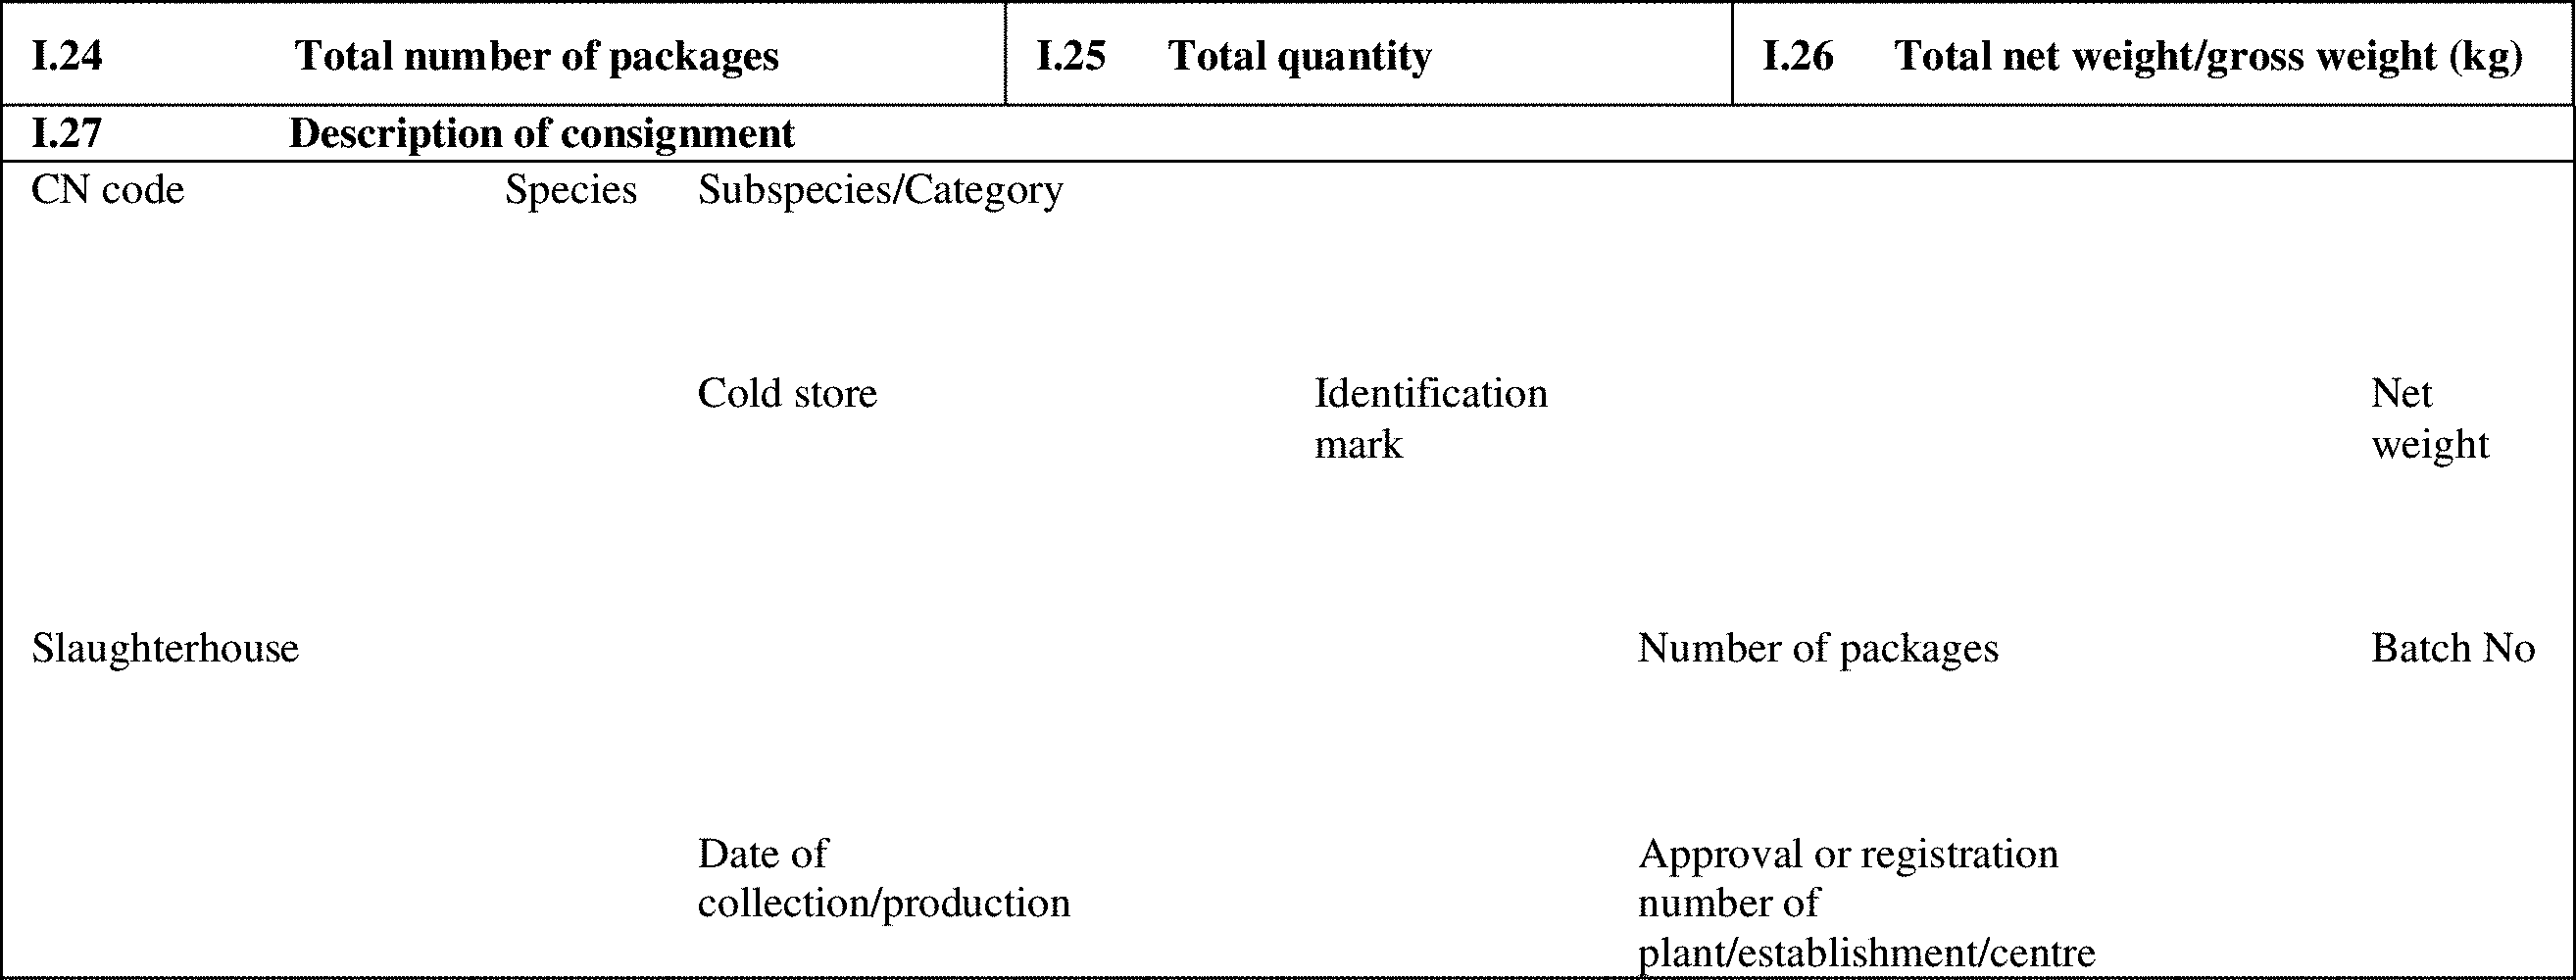 I.24 Total number of packages I.25 Total quantity I.26 Total net weight/gross weight (kg)
I.27 Description of consignment
CN code Species Subspecies/Category
Cold store Identification Net
mark weight
Slaughterhouse Number of packages Batch No
Date of Approval or registration
collection/production number of
plant/establishment/centre